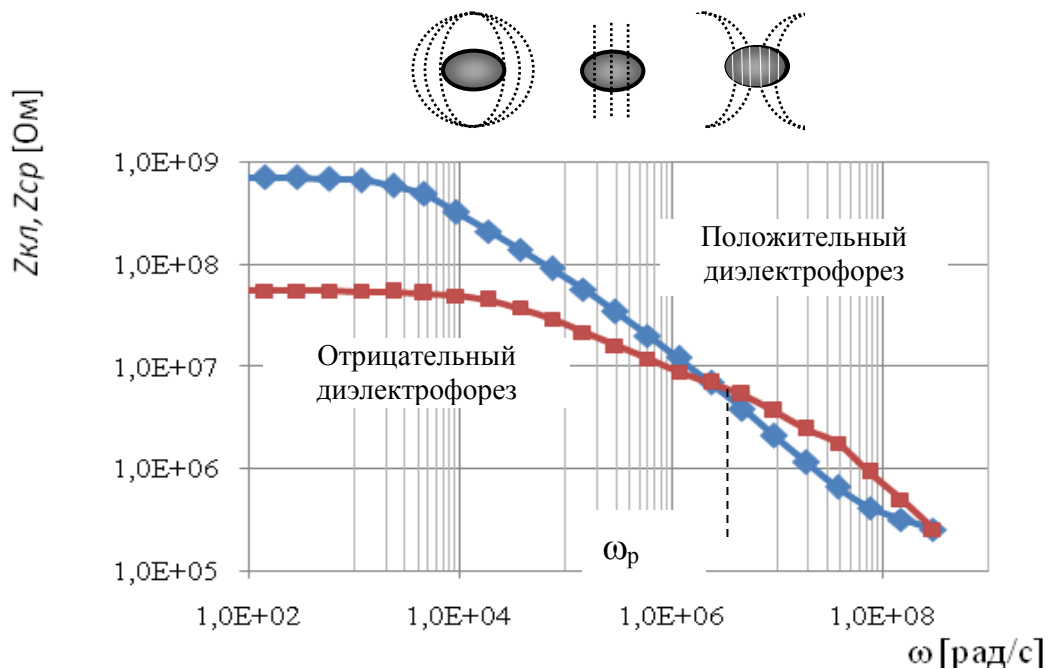 Zкл, Zср [Ом]
1,0E+09
1,0E+08
1,0E+07
1,0E+06
1,0E+05
Положительный
диэлектрофорез
Отрицательный
диэлектрофорез
ωр
1,0E+02
1,0E+04
1,0E+06
1,0E+08
ω [рад/с]